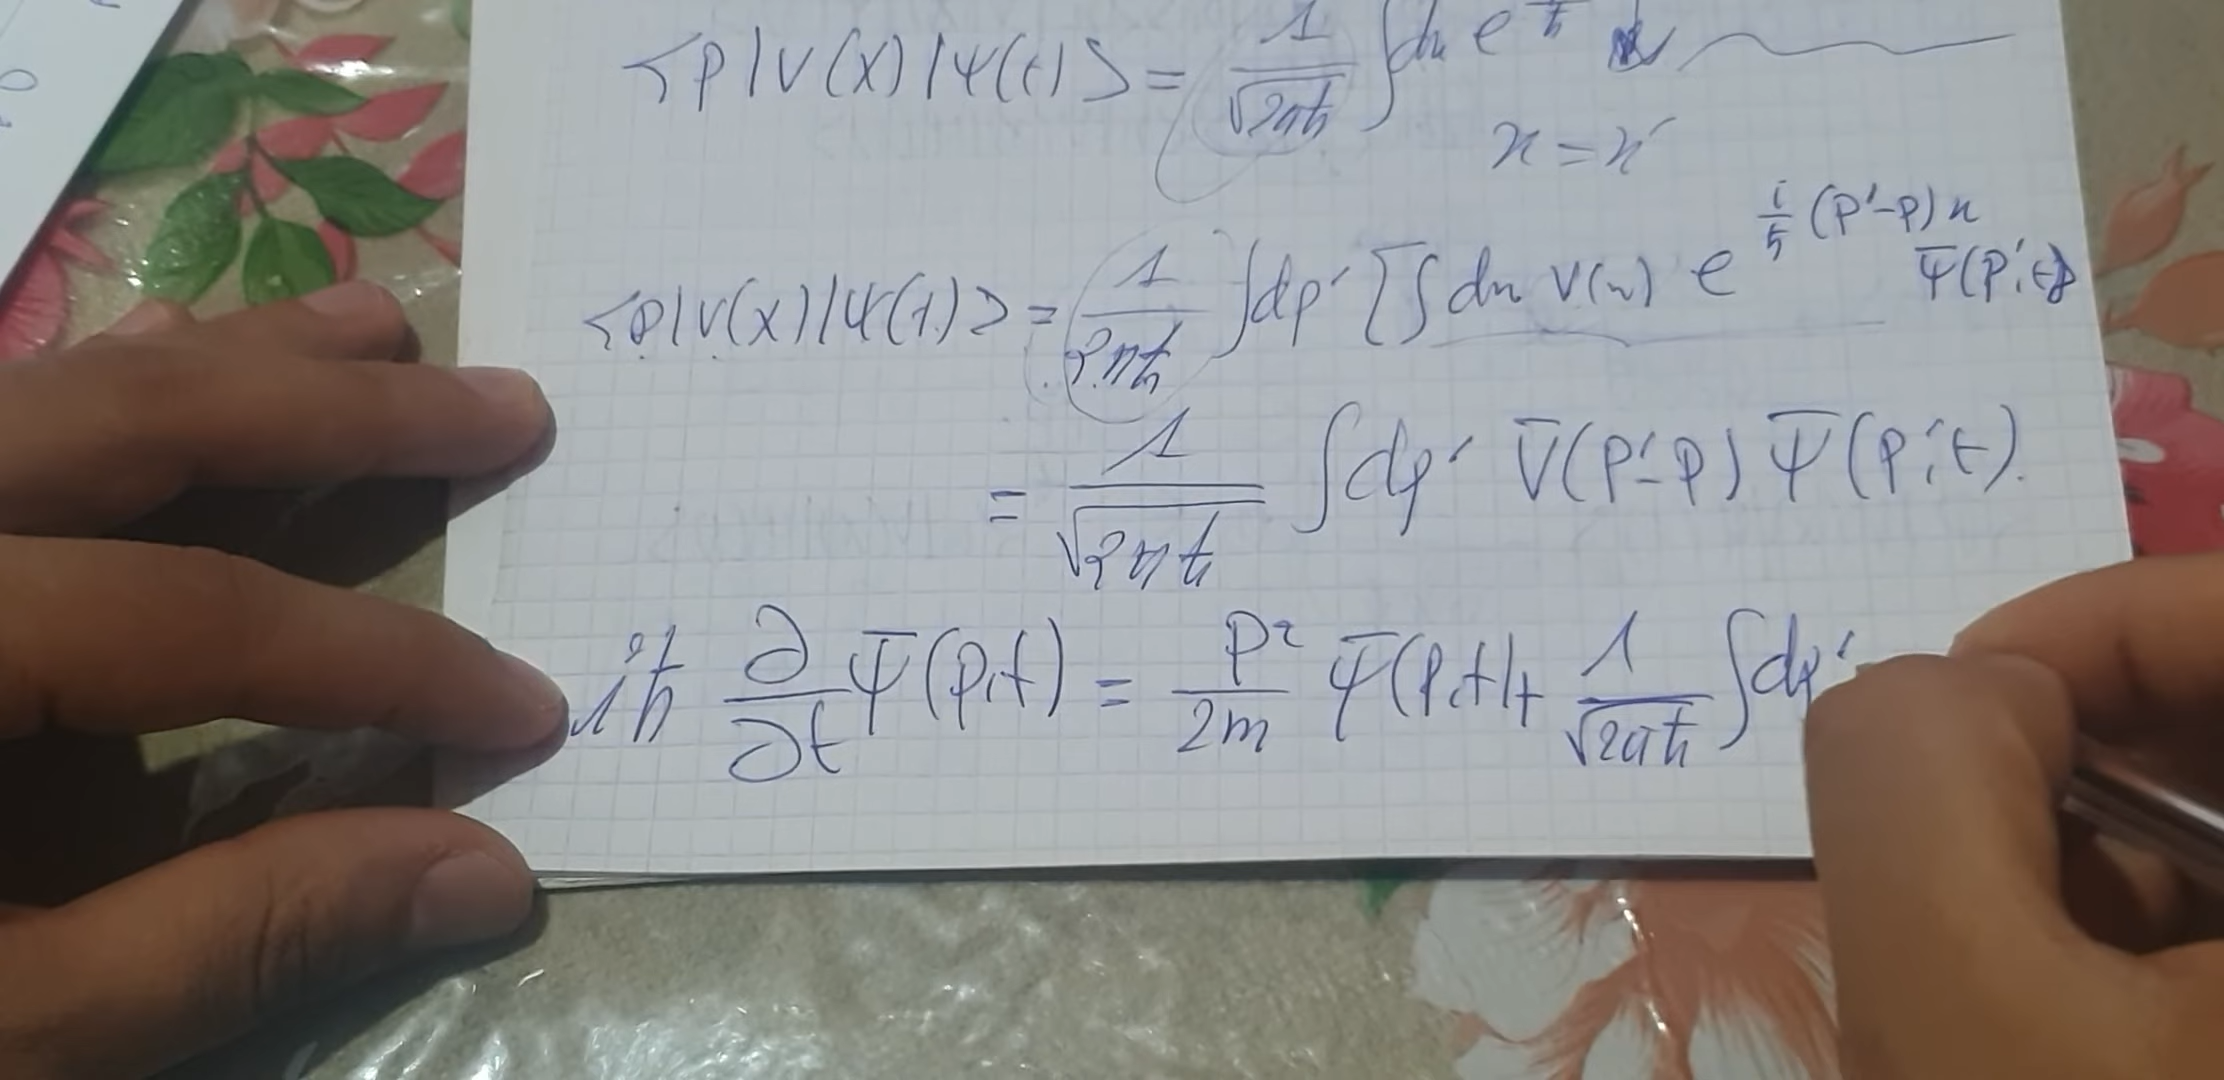 <P|V(X)|Ψ(t)> = 1/√2πħ ∫dx e
x = x'
<P|V(X)|Ψ(t)> = 1/2πħ ∫dp' [∫dx V(x) e^{i/ħ (P'-P)x} Ψ̄(P',t)
= 1/√2πħ ∫dp' V̄(P'-P) Ψ̄(P',t).
iħ ∂/∂t Ψ̄(P,t) = P²/2m Ψ̄(P,t) + 1/√2πħ ∫dp'